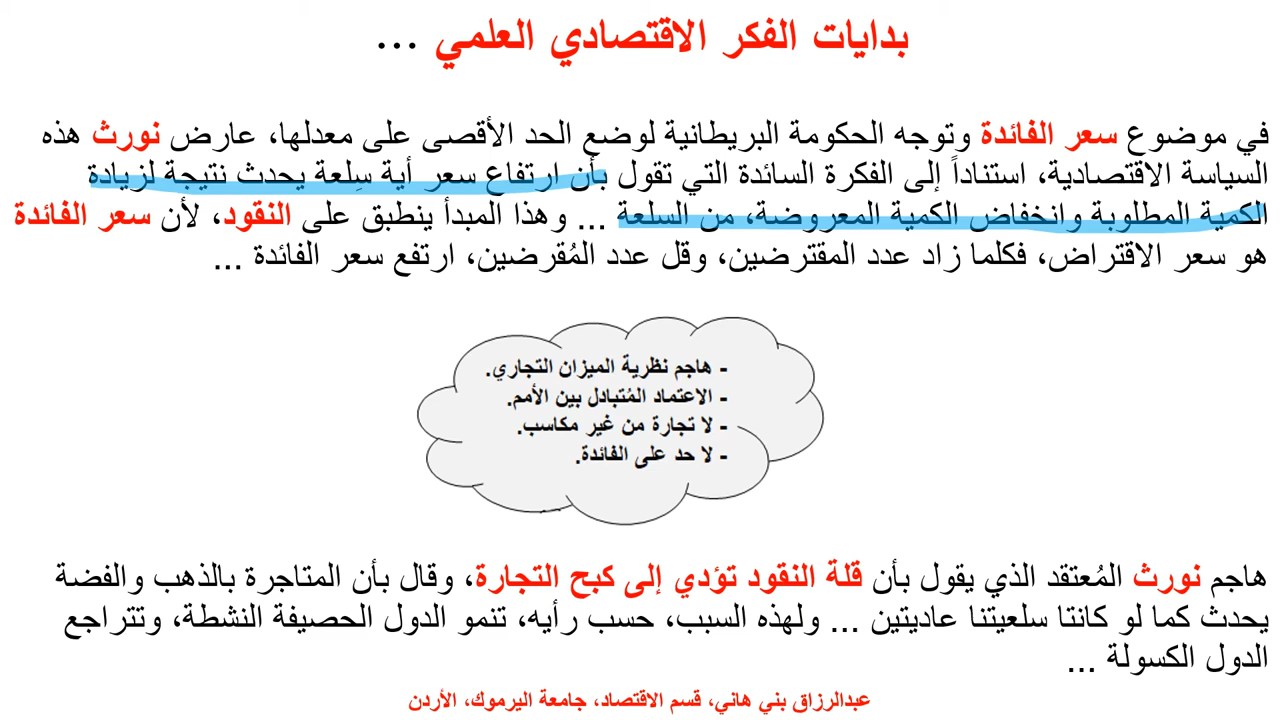 بدايات الفكر الاقتصادي العلمي ...
في موضوع سعر الفائدة وتوجه الحكومة البريطانية لوضع الحد الأقصى على معدلها، عارض نورث هذه
السياسة الاقتصادية، استناداً إلى الفكرة السائدة التي تقول بأن ارتفاع سعر أية سِلعة يحدث نتيجة لزيادة
الكمية المطلوبة وانخفاض الكمية المعروضة، من السلعة ... وهذا المبدأ ينطبق على النقود، لأن سعر الفائدة
هو سعر الاقتراض، فكلما زاد عدد المقترضين، وقل عدد المُقرضين، ارتفع سعر الفائدة ...
- هاجم نظرية الميزان التجاري.
- الاعتماد المُتبادل بين الأمم.
- لا تجارة من غير مكاسب.
- لا حد على الفائدة.
هاجم نورث المُعتقد الذي يقول بأن قلة النقود تؤدي إلى كبح التجارة، وقال بأن المتاجرة بالذهب والفضة
يحدث كما لو كانتا سلعيتنا عاديتين ... ولهذه السبب، حسب رأيه، تنمو الدول الحصيفة النشطة، وتتراجع
الدول الكسولة ...
عبدالرزاق بني هاني، قسم الاقتصاد، جامعة اليرموك، الأردن